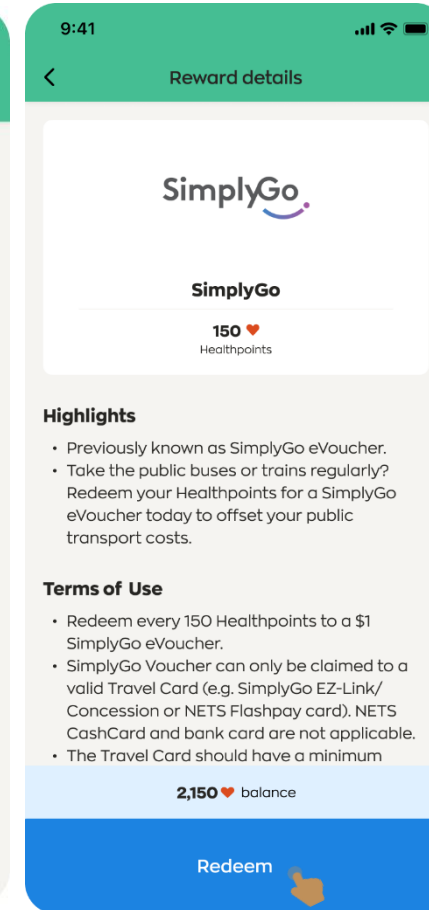 9:41
Reward details
SimplyGo
SimplyGo
150
Healthpoints
Highlights
• Previously known as SimplyGo eVoucher.
• Take the public buses or trains regularly?
Redeem your Healthpoints for a SimplyGo
eVoucher today to offset your public
transport costs.
Terms of Use
• Redeem every 150 Healthpoints to a $1
SimplyGo eVoucher.
• SimplyGo Voucher can only be claimed to a
valid Travel Card (e.g. SimplyGo EZ-Link/
Concession or NETS Flashpay card). NETS
CashCard and bank card are not applicable.
• The Travel Card should have a minimum
2,150 balance
Redeem